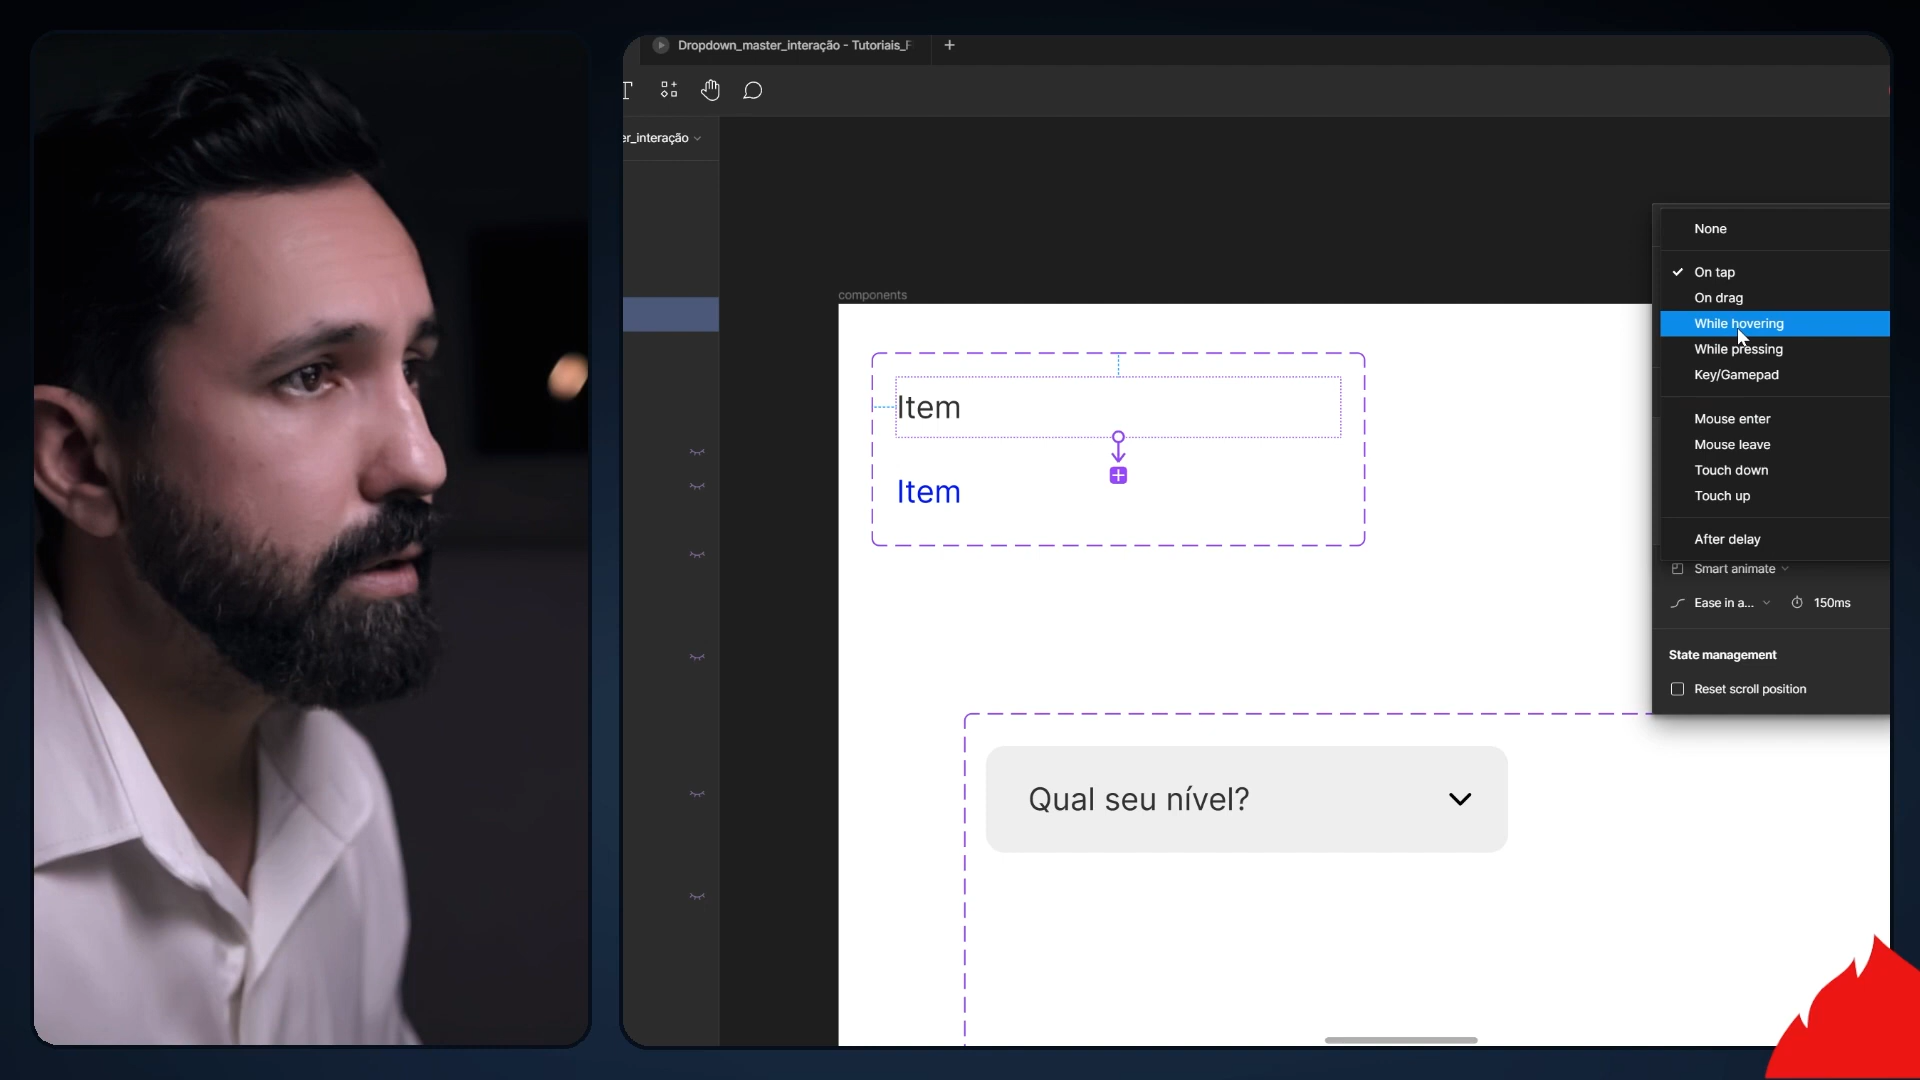 Dropdown_master_interação - Tutoriais_F
er_interação
components
Item
Item
Qual seu nível?
None
On tap
On drag
While hovering
While pressing
Key/Gamepad
Mouse enter
Mouse leave
Touch down
Touch up
After delay
Smart animate
Ease in a... 150ms
State management
Reset scroll position